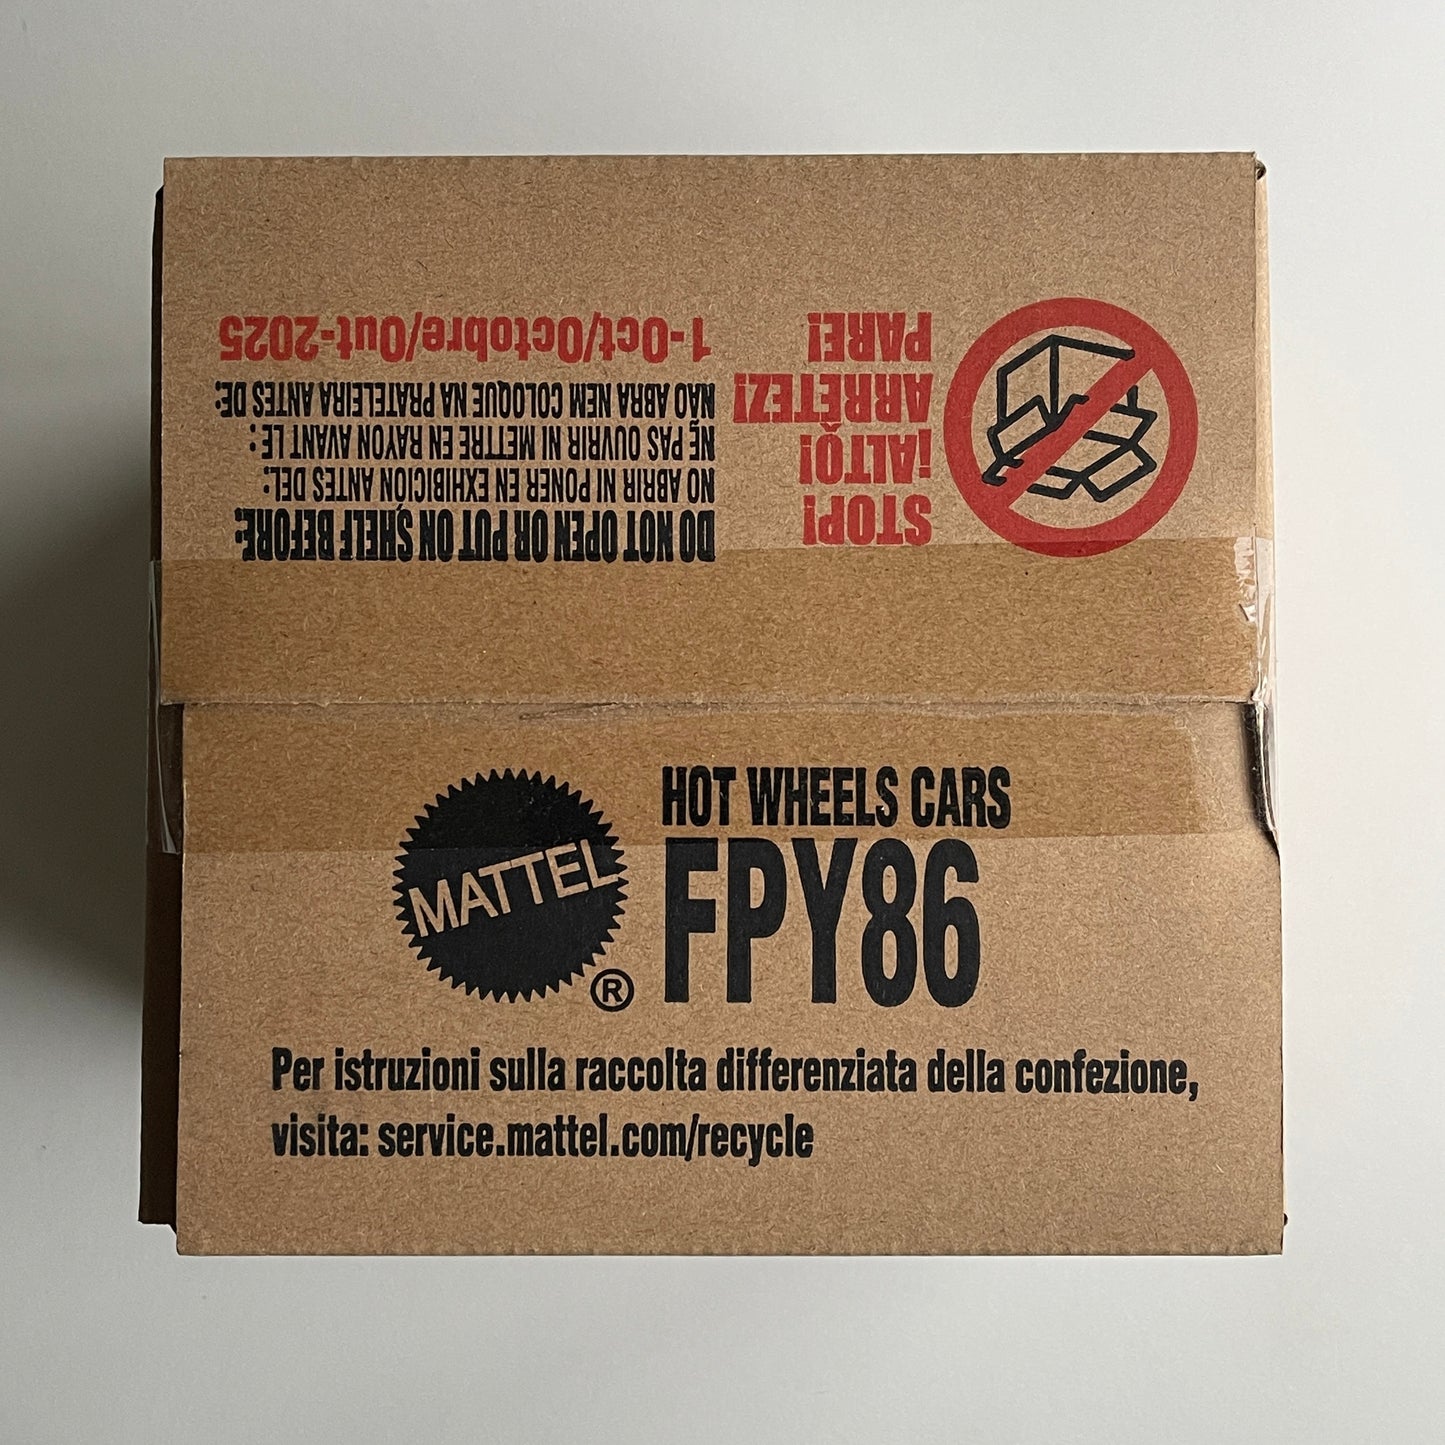 DO NOT OPEN OR PUT ON SHELF BEFORE:
NO ABRIR NI PONER EN EXHIBICIÓN ANTES DEL:
NE PAS OUVRIR NI METTRE EN RAYON AVANT LE :
NÃO ABRA NEM COLOQUE NA PRATELEIRA ANTES DE:
1-Oct/Octobre/Out-2025
STOP!
¡ALTO!
ARRÊTEZ!
PARE!
HOT WHEELS CARS
MATTEL
FPY86
®
Per istruzioni sulla raccolta differenziata della confezione,
visita: service.mattel.com/recycle